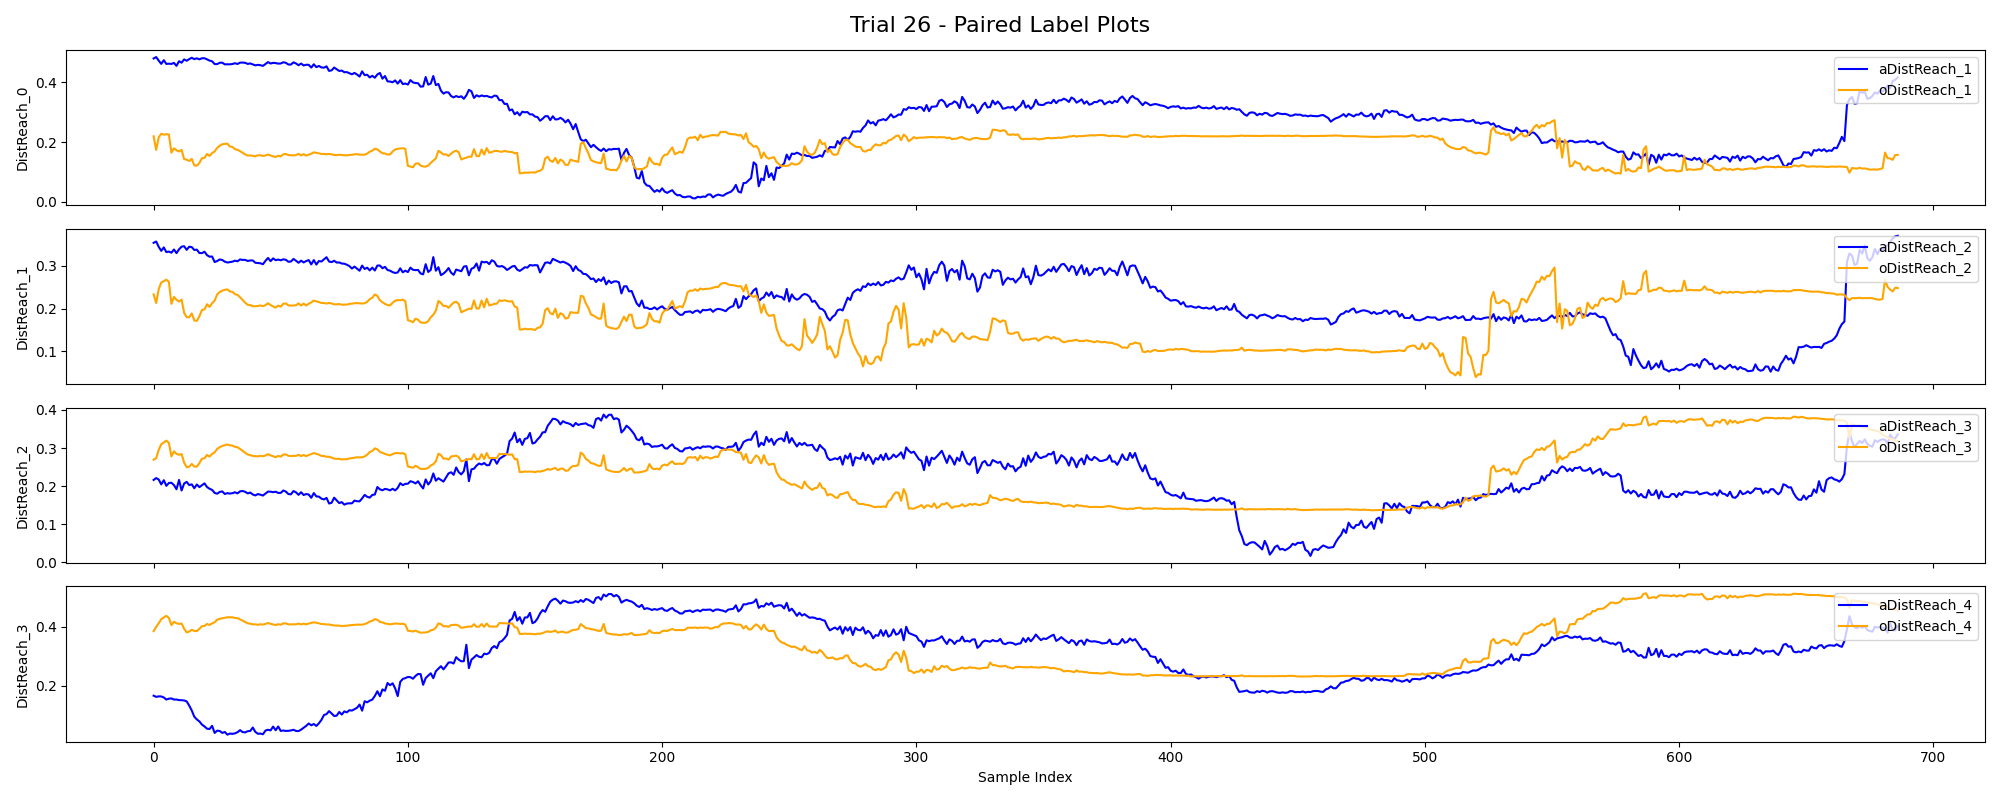 Trial 26 - Paired Label Plots
DistReach_0
0.4
0.2
0.0
aDistReach_1
oDistReach_1
DistReach_1
0.3
0.2
0.1
aDistReach_2
oDistReach_2
DistReach_2
0.4
0.3
0.2
0.1
0.0
aDistReach_3
oDistReach_3
DistReach_3
0.4
0.2
aDistReach_4
oDistReach_4
0 100 200 300 400 500 600 700
Sample Index